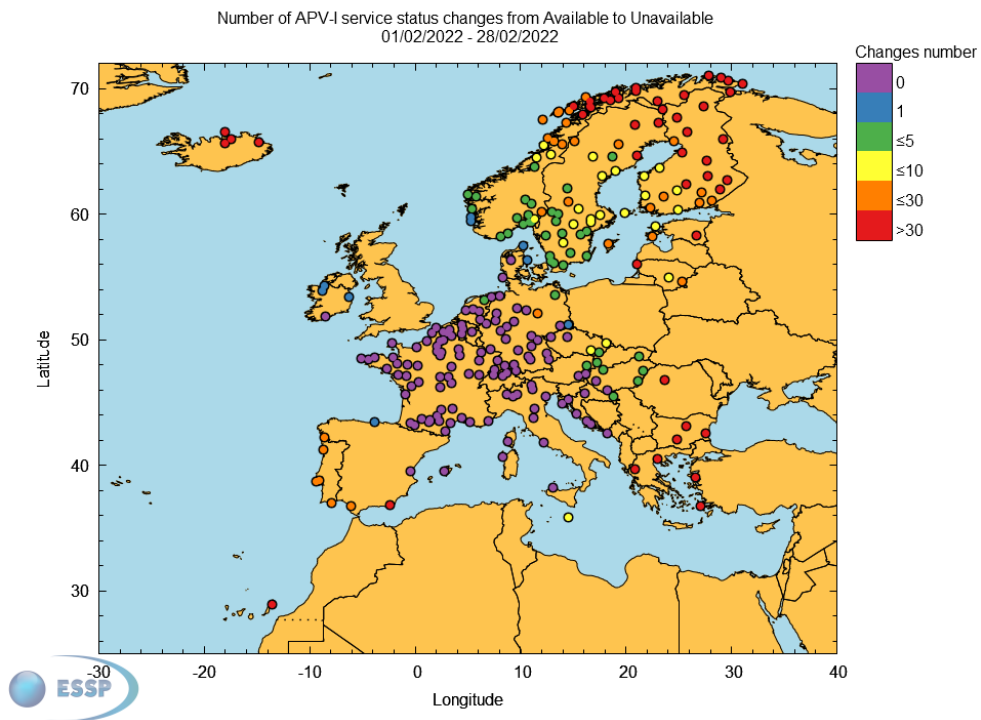 Number of APV-I service status changes from Available to Unavailable
01/02/2022 - 28/02/2022
Changes number
0
1
≤5
≤10
≤30
>30
70
60
50
40
30
Latitude
-30 -20 -10 0 10 20 30 40
Longitude
ESSP